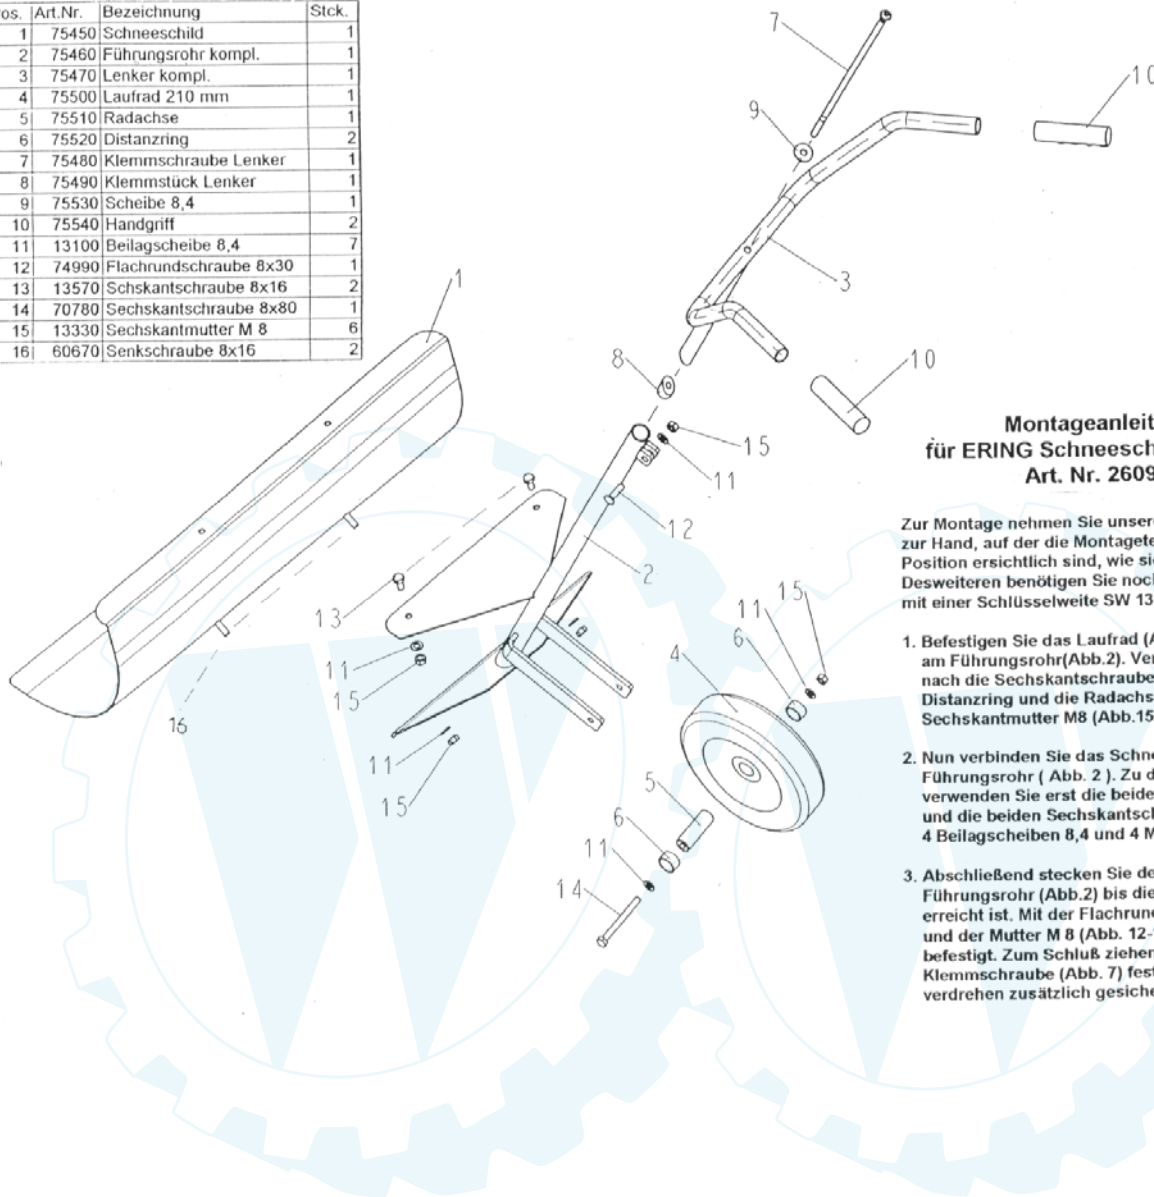 os. Art.Nr. Bezeichnung Stck.
1 75450 Schneeschild 1
2 75460 Führungsrohr kompl. 1
3 75470 Lenker kompl. 1
4 75500 Laufrad 210 mm 1
5 75510 Radachse 1
6 75520 Distanzring 2
7 75480 Klemmschraube Lenker 1
8 75490 Klemmstück Lenker 1
9 75530 Scheibe 8,4 1
10 75540 Handgriff 2
11 13100 Beilagscheibe 8,4 7
12 74990 Flachrundschraube 8x30 1
13 13570 Schskantschraube 8x16 2
14 70780 Sechskantschraube 8x80 1
15 13330 Sechskantmutter M 8 6
16 60670 Senkschraube 8x16 2
7
10
9
1
3
8
10
15
11
12
2
13
11
15
16
11
15
15
11
6
4
5
6
11
14
Montageanleit
für ERING Schneesch
Art. Nr. 2609
Zur Montage nehmen Sie unser
zur Hand, auf der die Montagete
Position ersichtlich sind, wie si
Desweiteren benötigen Sie noch
mit einer Schlüsselweite SW 13
1. Befestigen Sie das Laufrad (A
am Führungsrohr(Abb.2). Ver
nach die Sechskantschraube
Distanzring und die Radachs
Sechskantmutter M8 (Abb.15
2. Nun verbinden Sie das Schne
Führungsrohr ( Abb. 2 ). Zu d
verwenden Sie erst die beide
und die beiden Sechskantsc
4 Beilagscheiben 8,4 und 4 M
3. Abschließend stecken Sie de
Führungsrohr (Abb.2) bis die
erreicht ist. Mit der Flachrun
und der Mutter M 8 (Abb. 12-
befestigt. Zum Schluß ziehen
Klemmschraube (Abb. 7) fest
verdrehen zusätzlich gesiche